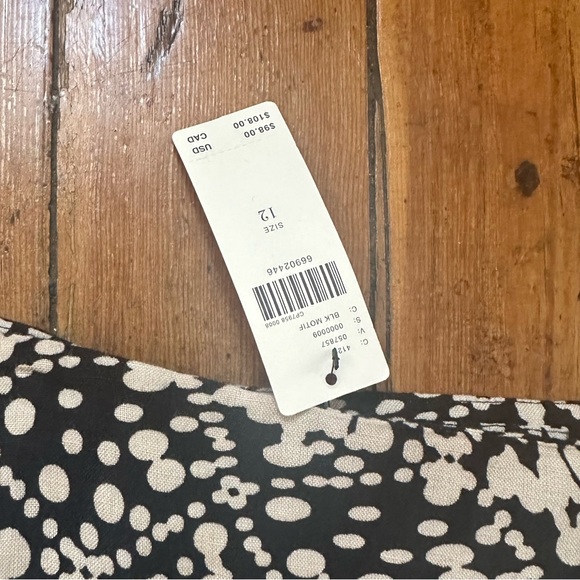 C: 412
V: 057857
S: 0000009
C: BLK MOTIF
CP7958 0008
66902446
SIZE
12
USD $98.00
CAD $108.00